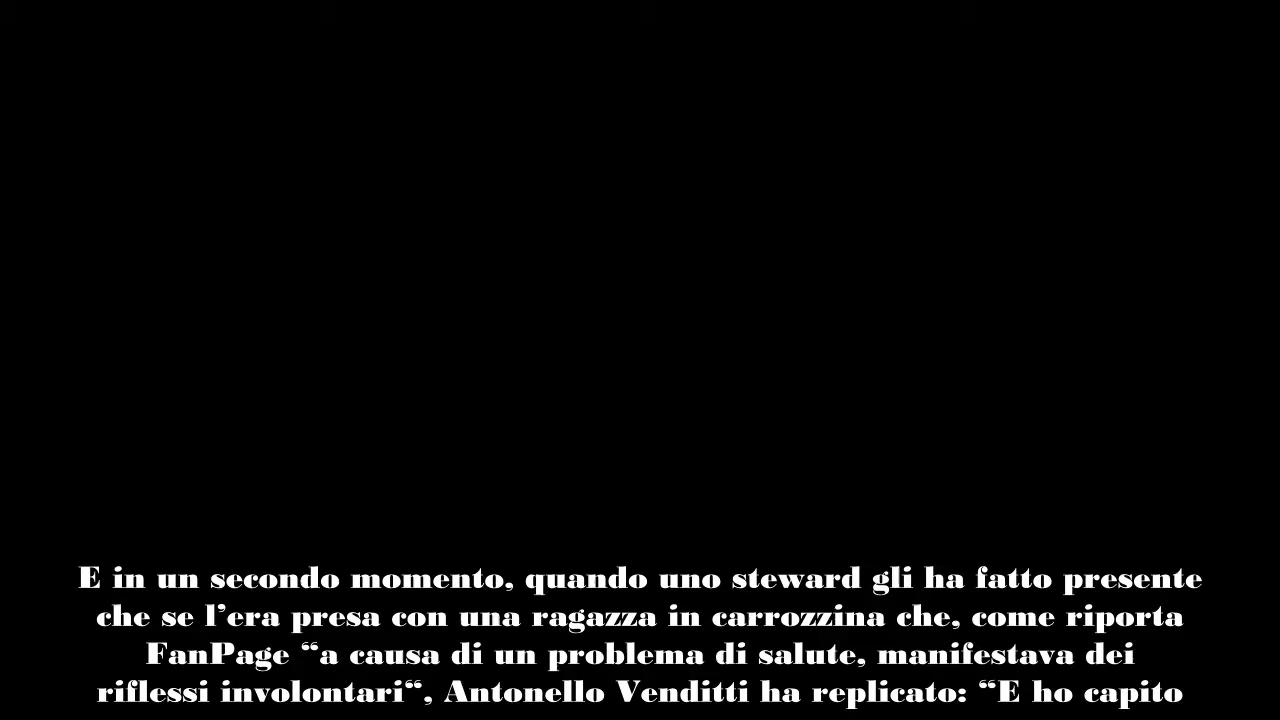 E in un secondo momento, quando uno steward gli ha fatto presente
che se l’era presa con una ragazza in carrozzina che, come riporta
FanPage “a causa di un problema di salute, manifestava dei
riflessi involontari“, Antonello Venditti ha replicato: “E ho capito